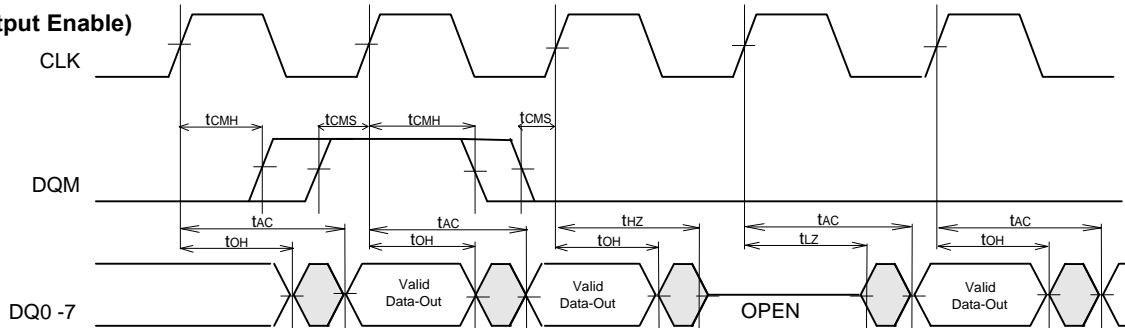 tput Enable)
CLK
tCMH tCMS tCMH tCMS
DQM
tAC tAC tHZ tAC tAC
tOH tOH tOH tLZ tOH
Valid Data-Out
Valid Data-Out
Valid Data-Out
DQ0 -7
OPEN